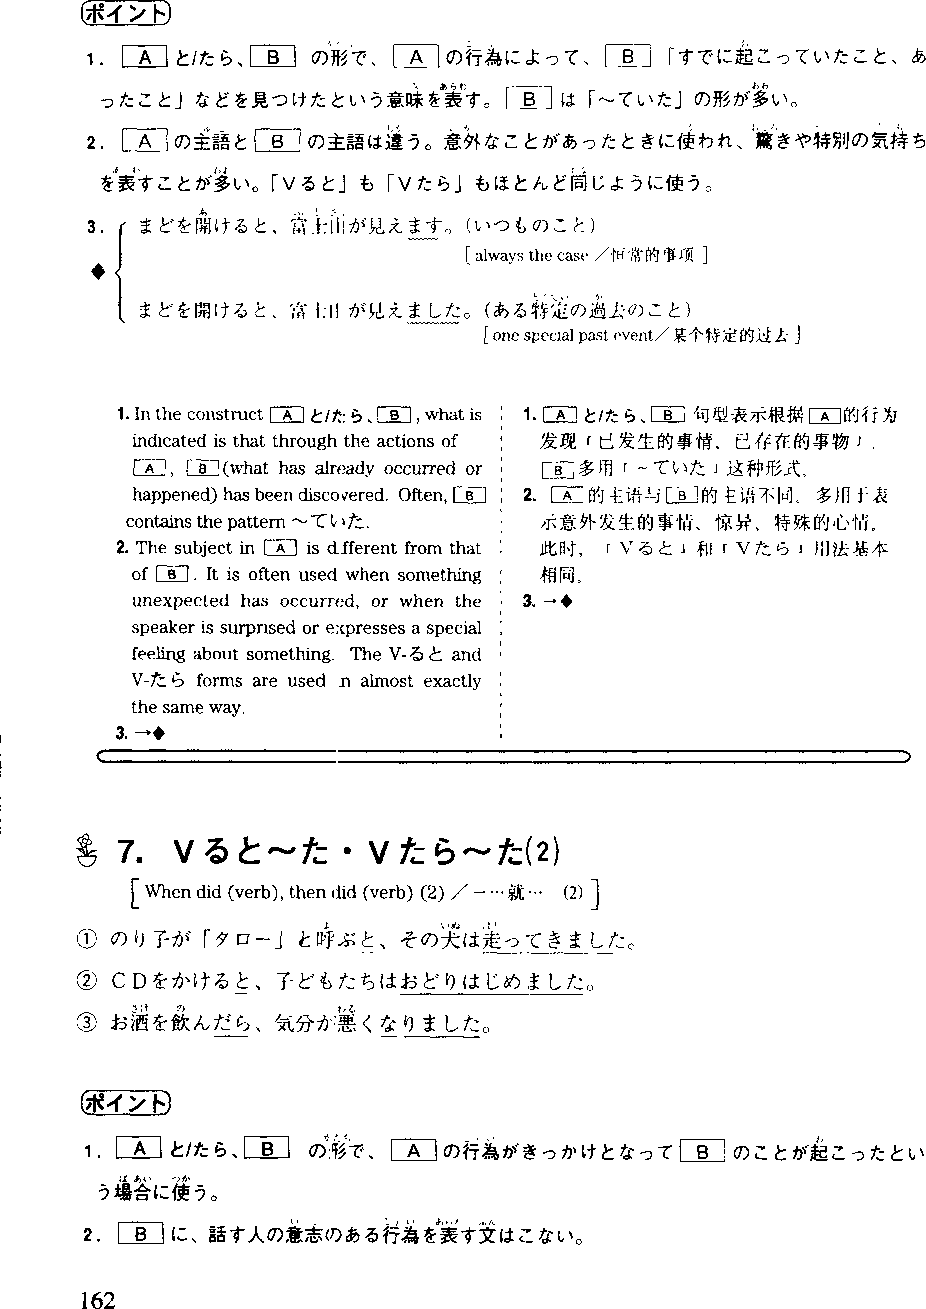 ポイント
1. A と/たら、 B の形で、 A の行為によって、 B 「すでに起こっていたこと、あ
ったこと」などを見つけたという意味を表す。「 B 」は「～ていた」の形が多い。
2. A の主語と B の主語は違う。意外なことがあったときに使われ、驚きや特別の気持ち
を表すことが多い。「Vると」も「Vたら」もほとんど同じように使う。
3. まどを開けると、富士山が見えます。(いつものこと)
[always the case／恒常的事项]
◆
まどを開けると、富士山が見えました。(ある特定の過去のこと)
[one special past event／某个特定的过去]
1. In the construct A と/たら、 B , what is
indicated is that through the actions of
A , B (what has already occurred or
happened) has been discovered. Often, B
contains the pattern ～ていた.
2. The subject in A is different from that
of B . It is often used when something
unexpected has occurred, or when the
speaker is surprised or expresses a special
feeling about something. The V-ると and
V-たら forms are used in almost exactly
the same way.
3. →◆
1. A と/たら、 B 句型表示根据 A 的行为
发现「已发生的事情、已存在的事物」.
B 多用「～ていた」这种形式。
2. A 的主语与 B 的主语不同。多用于表
示意外发生的事情、惊异、特殊的心情。
此时，「Vると」和「Vたら」用法基本
相同。
3. →◆
7. Vると～た・Vたら～た(2)
[When did (verb), then did (verb) (2)／一…就… (2)]
① のり子が「タロー」と呼ぶと、その犬は走ってきました。
② CDをかけると、子どもたちはおどりはじめました。
③ お酒を飲んだら、気分が悪くなりました。
ポイント
1. A と/たら、 B の形で、 A の行為がきっかけとなって B のことが起こったとい
う場合に使う。
2. B に、話す人の意志のある行為を表す文はこない。
162